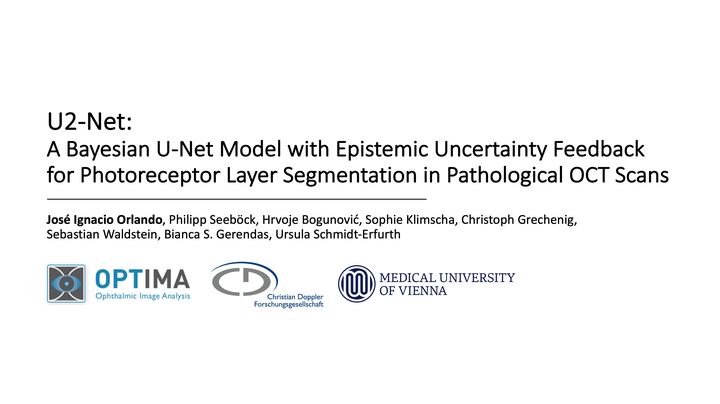 U2-Net:
A Bayesian U-Net Model with Epistemic Uncertainty Feedback
for Photoreceptor Layer Segmentation in Pathological OCT Scans
José Ignacio Orlando, Philipp Seeböck, Hrvoje Bogunović, Sophie Klimscha, Christoph Grechenig,
Sebastian Waldstein, Bianca S. Gerendas, Ursula Schmidt-Erfurth
OPTIMA
Ophthalmic Image Analysis
CD
Christian Doppler
Forschungsgesellschaft
MEDICAL UNIVERSITY
OF VIENNA